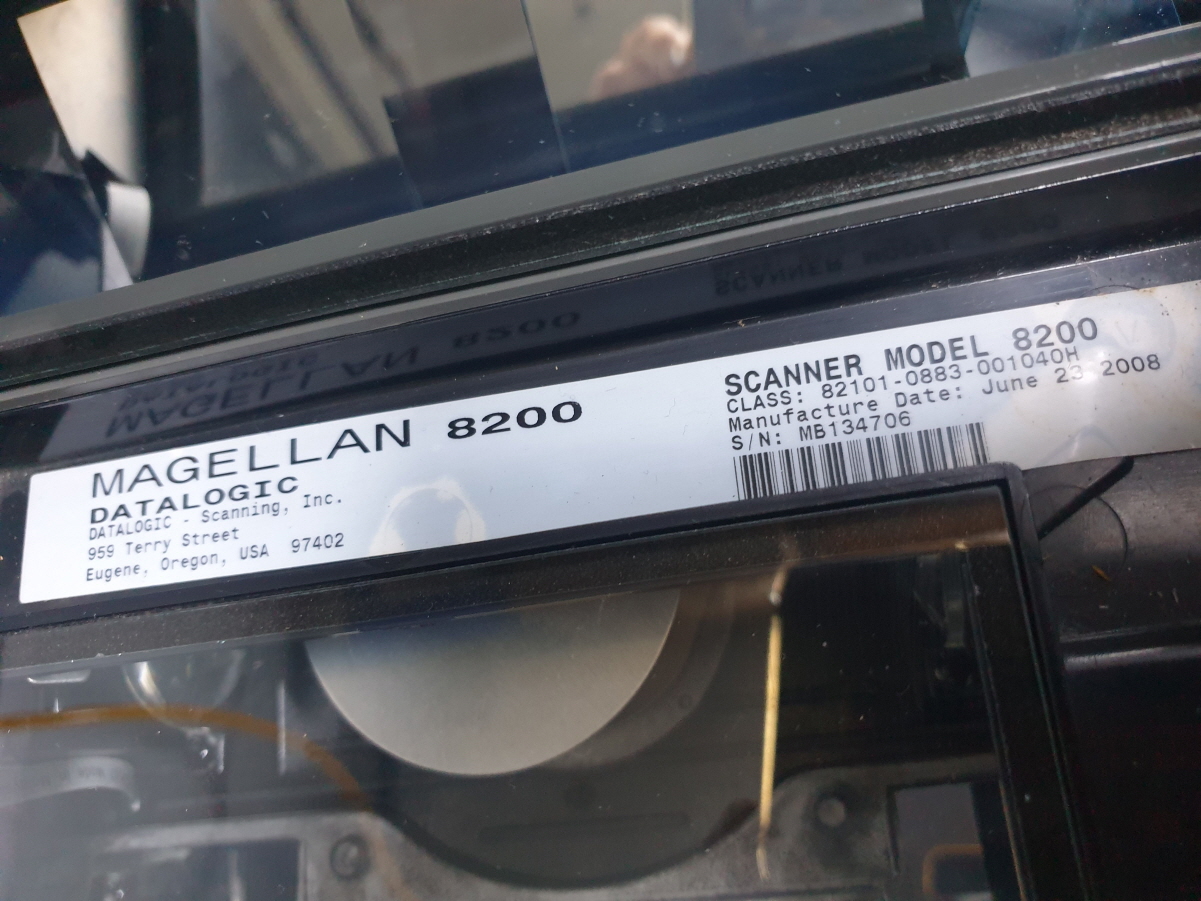 MAGELLAN 8200
DATALOGIC
DATALOGIC - Scanning, Inc.
959 Terry Street
Eugene, Oregon, USA 97402
SCANNER MODEL 8200
CLASS: 82101-0883-001040H
Manufacture Date: June 23 2008
S/N: MB134706